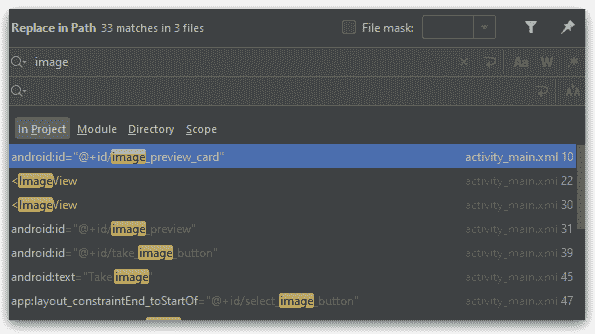 Replace in Path 33 matches in 3 files File mask:
image Aa W .*
In Project Module Directory Scope
android:id="@+id/image_preview_card" activity_main.xml 10
<ImageView activity_main.xml 22
<ImageView activity_main.xml 30
android:id="@+id/image_preview" activity_main.xml 31
android:id="@+id/take_image_button" activity_main.xml 39
android:text="Take image" activity_main.xml 45
app:layout_constraintEnd_toStartOf="@+id/select_image_button" activity_main.xml 47